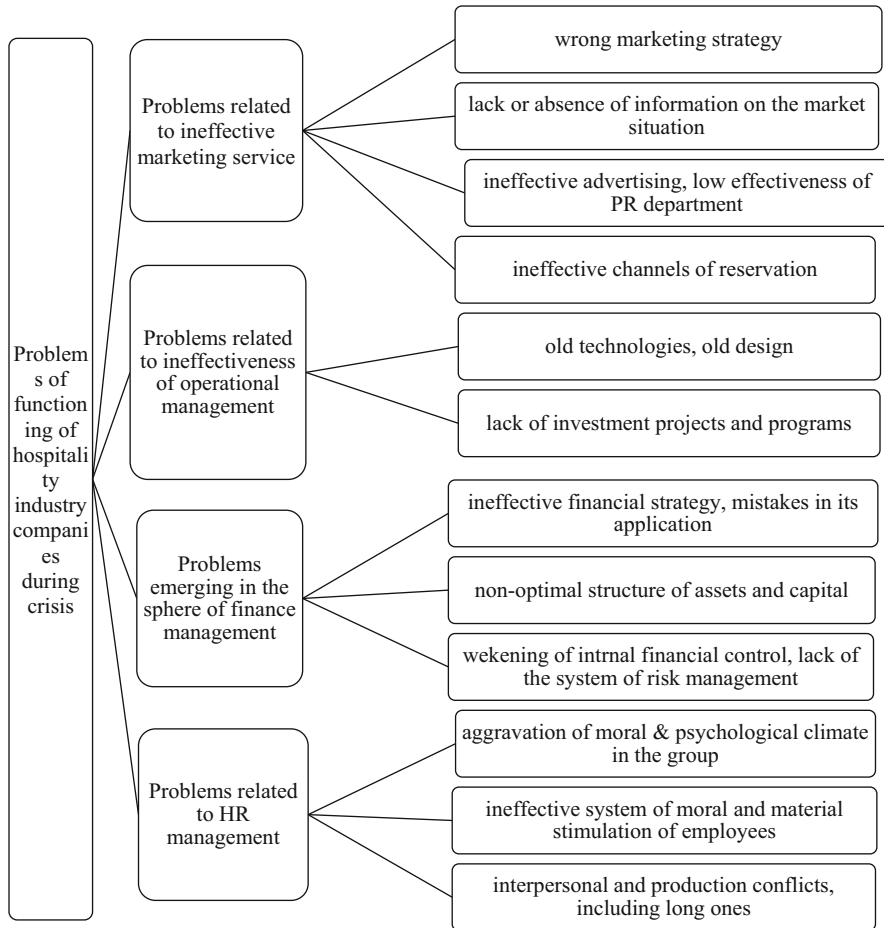 Problem
s of
function
ing of
hospitali
ty
industry
compani
es
during
crisis
Problems related
to ineffective
marketing service
wrong marketing strategy
lack or absence of information on the market
situation
ineffective advertising, low effectiveness of
PR department
ineffective channels of reservation
Problems related
to ineffectiveness
of operational
management
old technologies, old design
lack of investment projects and programs
Problems
emerging in the
sphere of finance
management
ineffective financial strategy, mistakes in its
application
non-optimal structure of assets and capital
wekening of intrnal financial control, lack of
the system of risk management
Problems related
to HR
management
aggravation of moral & psychological climate
in the group
ineffective system of moral and material
stimulation of employees
interpersonal and production conflicts,
including long ones